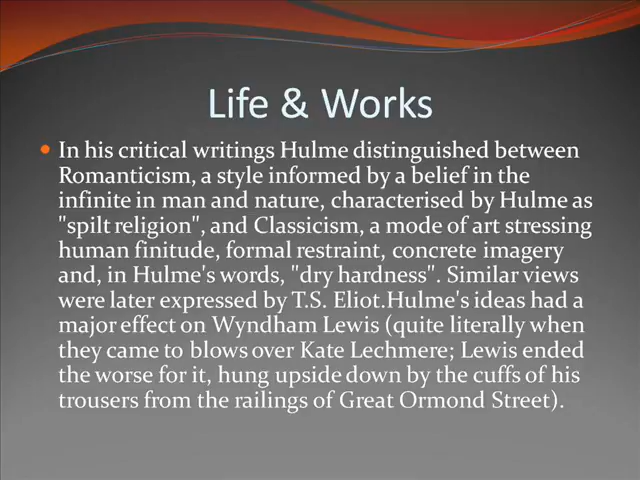 Life & Works
In his critical writings Hulme distinguished between
Romanticism, a style informed by a belief in the
infinite in man and nature, characterised by Hulme as
"spilt religion", and Classicism, a mode of art stressing
human finitude, formal restraint, concrete imagery
and, in Hulme's words, "dry hardness". Similar views
were later expressed by T.S. Eliot.Hulme's ideas had a
major effect on Wyndham Lewis (quite literally when
they came to blows over Kate Lechmere; Lewis ended
the worse for it, hung upside down by the cuffs of his
trousers from the railings of Great Ormond Street).